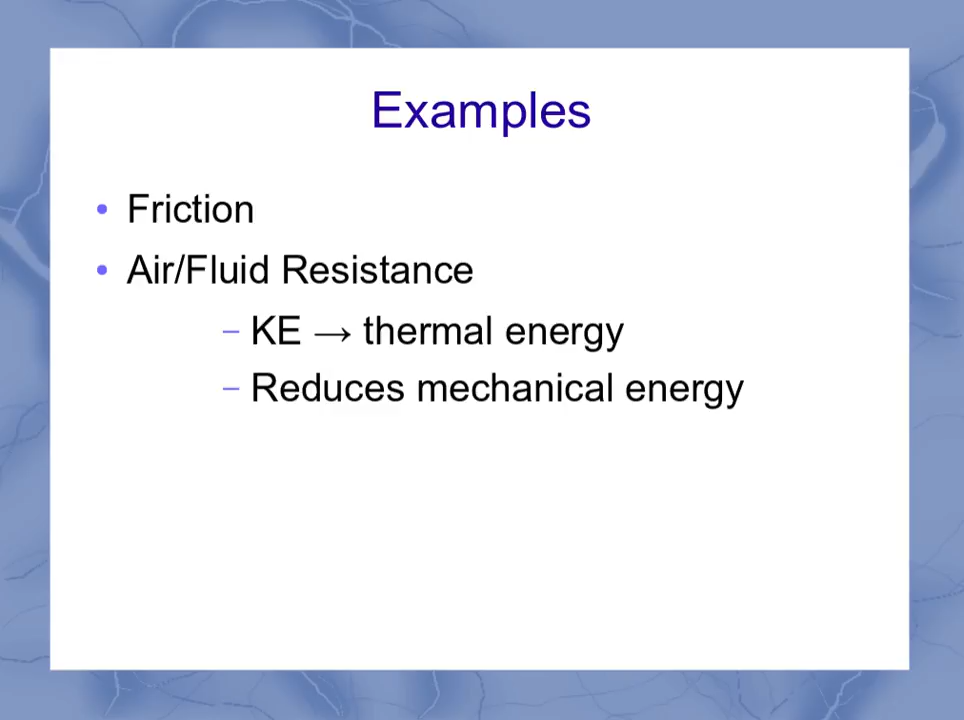 Examples
• Friction
• Air/Fluid Resistance
– KE → thermal energy
– Reduces mechanical energy